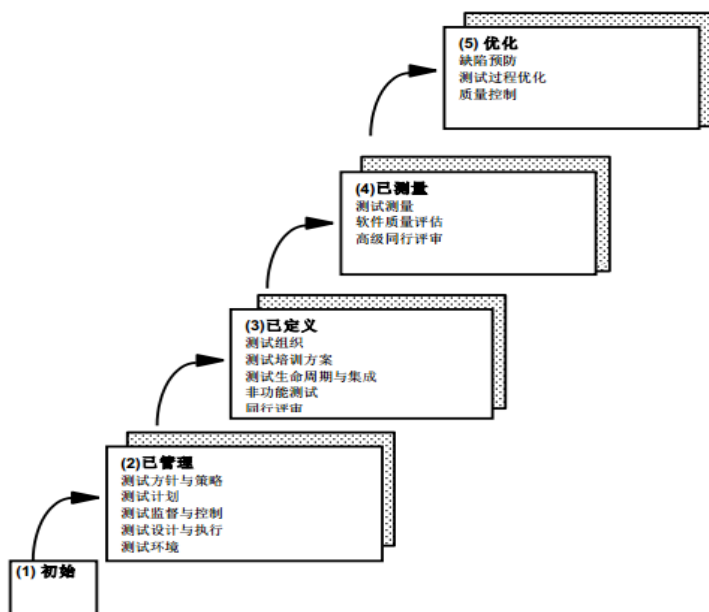 (5) 优化
缺陷预防
测试过程优化
质量控制
(4)已测量
测试测量
软件质量评估
高级同行评审
(3)已定义
测试组织
测试培训方案
测试生命周期与集成
非功能测试
同行评审
(2)已管理
测试方针与策略
测试计划
测试监督与控制
测试设计与执行
测试环境
(1) 初始